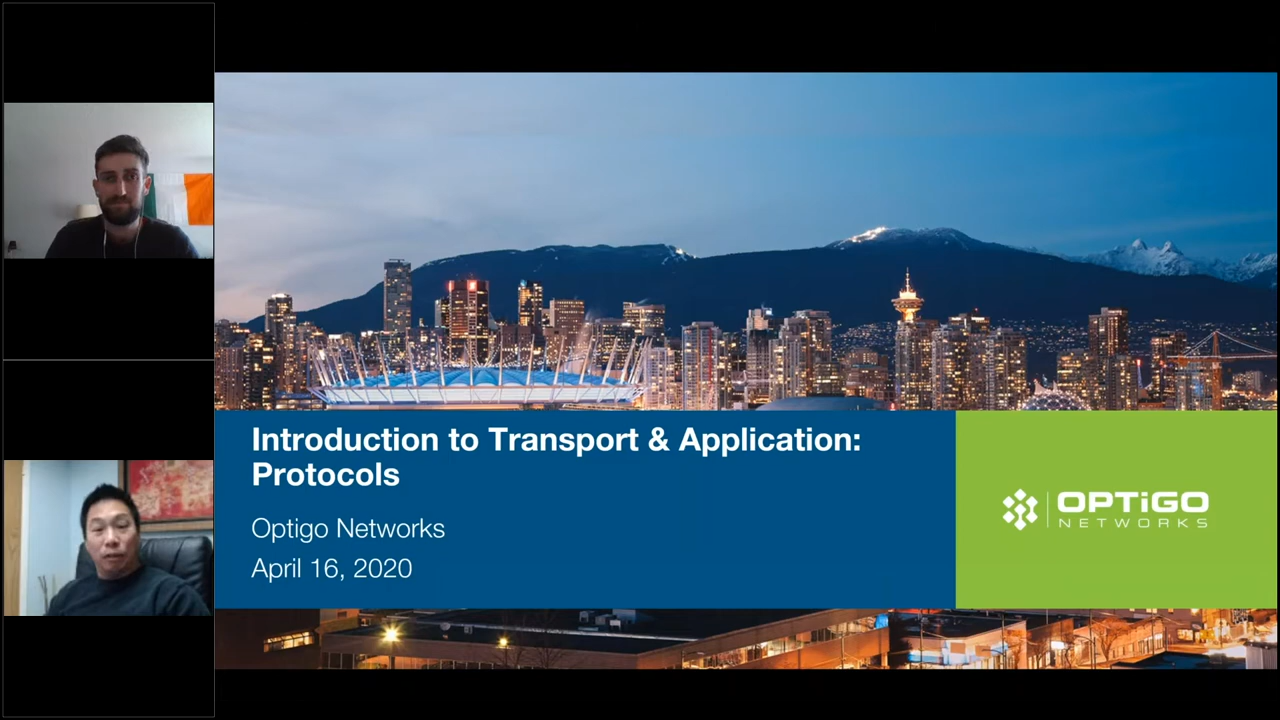 Introduction to Transport & Application:
Protocols
Optigo Networks
April 16, 2020
OPTiGO
NETWORKS